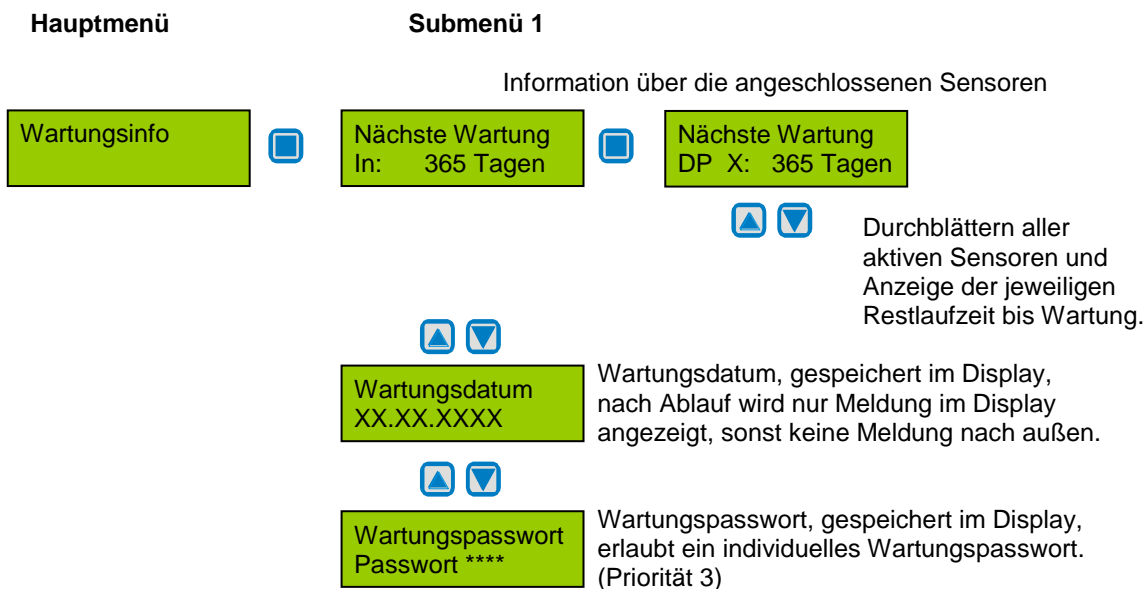 Hauptmenü
Submenü 1
Information über die angeschlossenen Sensoren
Wartungsinfo
Nächste Wartung
In: 365 Tagen
Nächste Wartung
DP X: 365 Tagen
Durchblättern aller
aktiven Sensoren und
Anzeige der jeweiligen
Restlaufzeit bis Wartung.
Wartungsdatum
XX.XX.XXXX
Wartungsdatum, gespeichert im Display,
nach Ablauf wird nur Meldung im Display
angezeigt, sonst keine Meldung nach außen.
Wartungspasswort
Passwort ****
Wartungspasswort, gespeichert im Display,
erlaubt ein individuelles Wartungspasswort.
(Priorität 3)